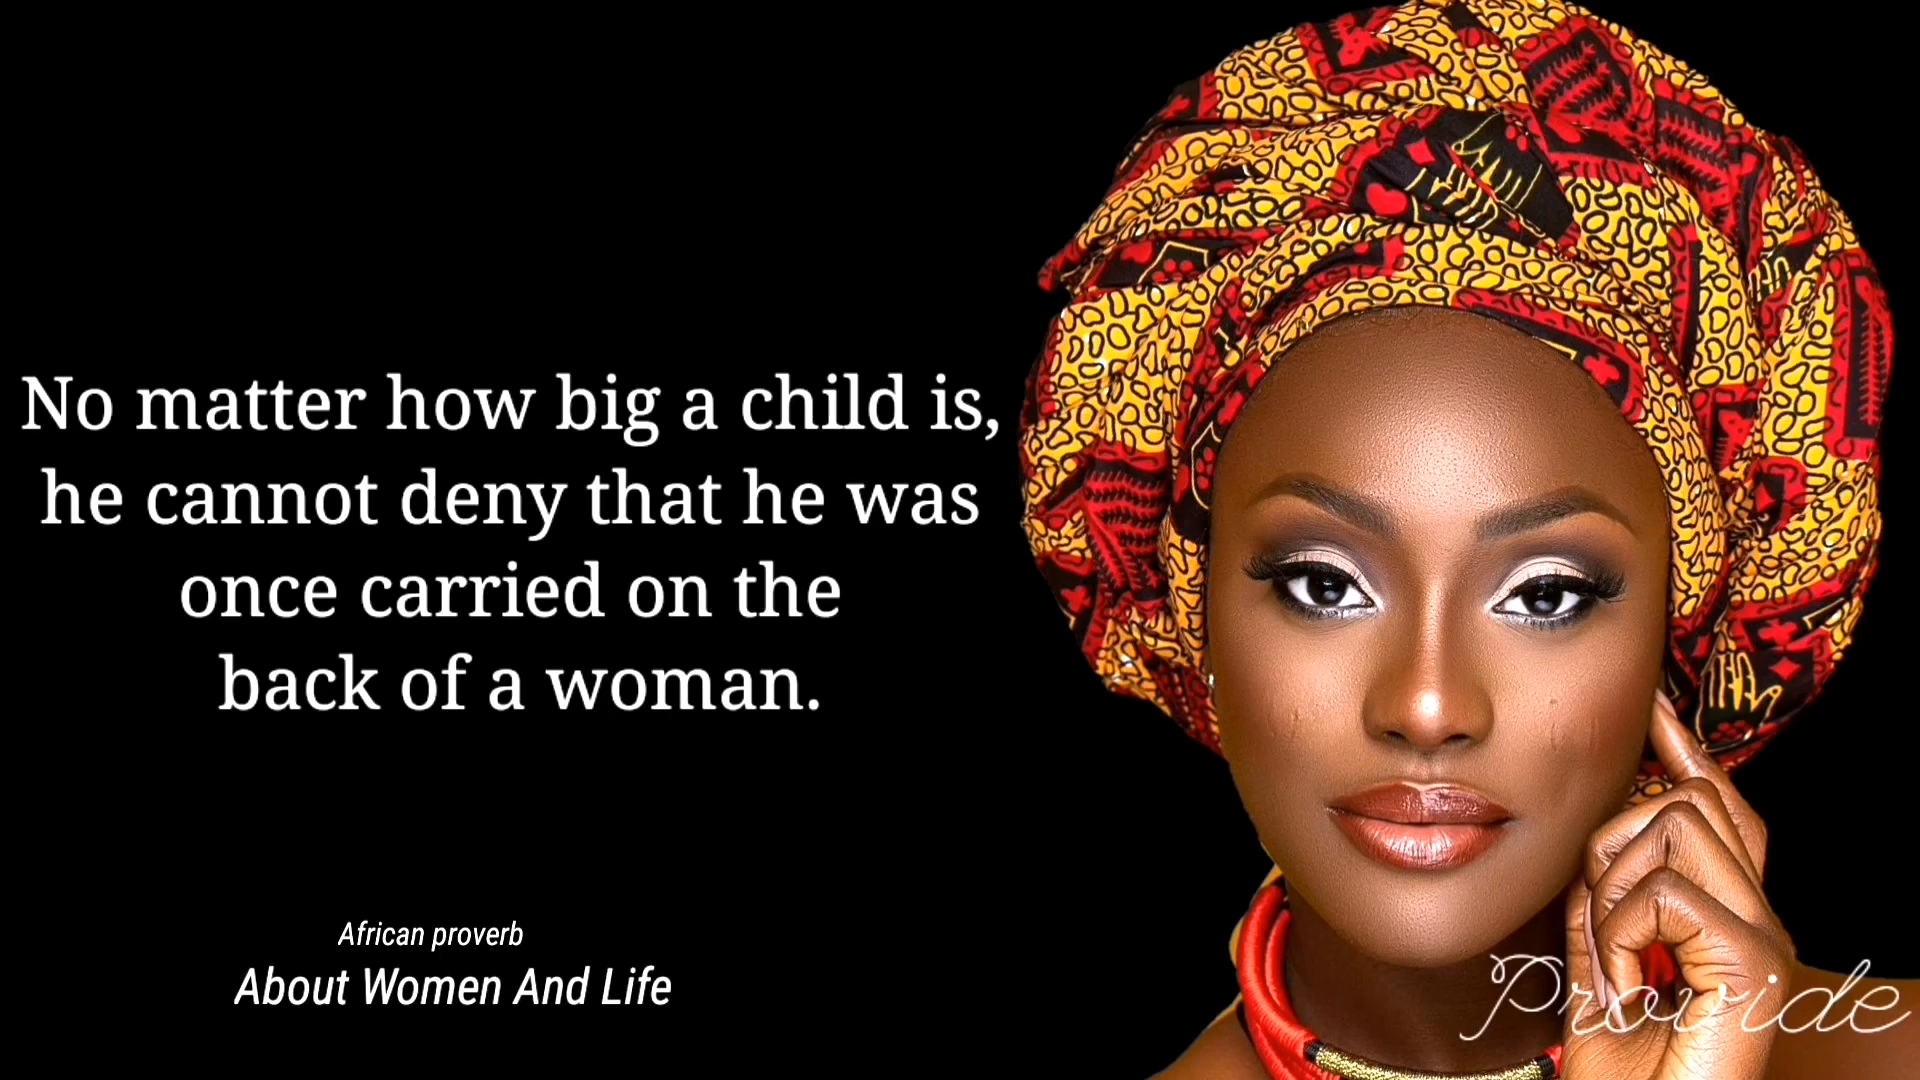 No matter how big a child is,
he cannot deny that he was
once carried on the
back of a woman.
African proverb
About Women And Life
Provide